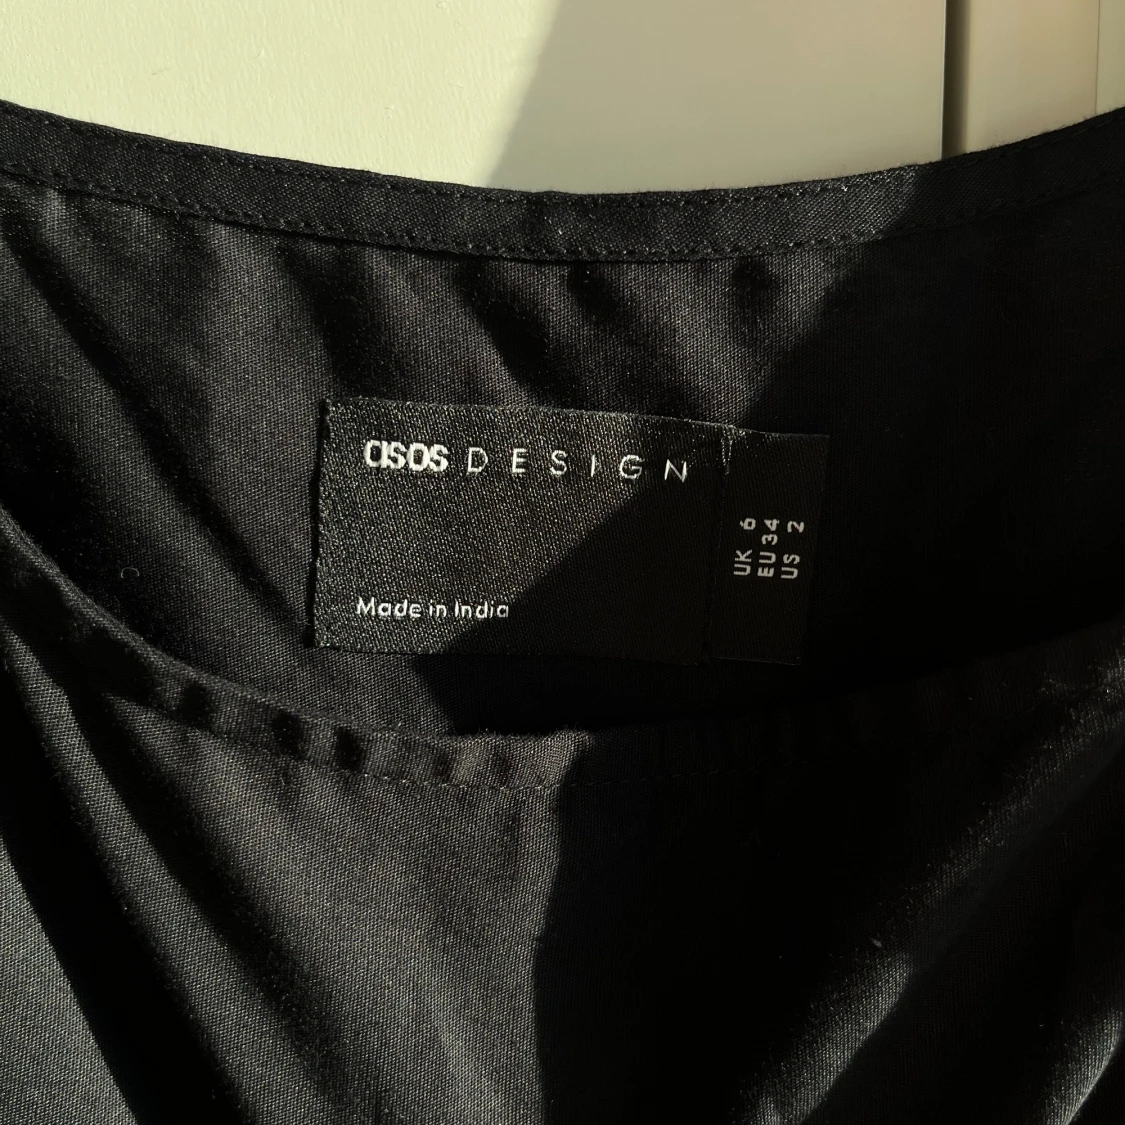 asos DESIGN
Made in India
UK 6
EU 34
US 2